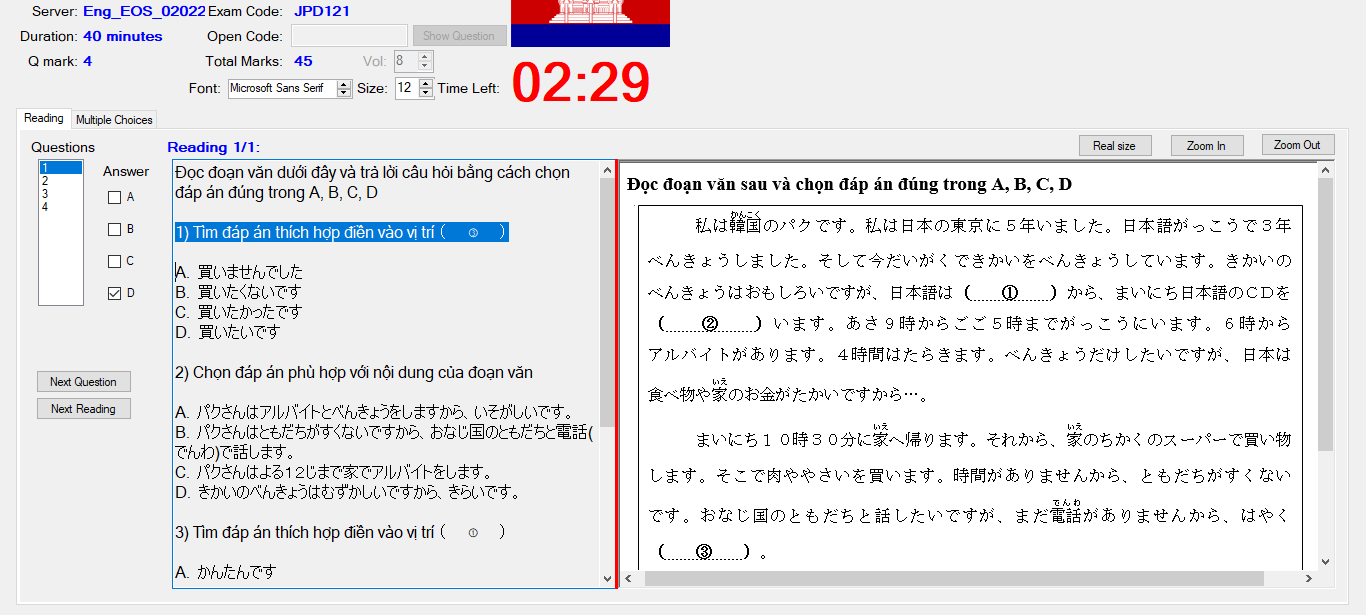 Server: Eng_EOS_02022 Exam Code: JPD121
Duration: 40 minutes Open Code: Show Question
Q mark: 4 Total Marks: 45 Vol: 8
Font: Microsoft Sans Serif Size: 12 Time Left: 02:29
Reading Multiple Choices
Questions Reading 1/1: Real size Zoom In Zoom Out
1
2
3
4
Answer
A
B
C
D
Next Question
Next Reading
Đọc đoạn văn dưới đây và trả lời câu hỏi bằng cách chọn
đáp án đúng trong A, B, C, D
1) Tìm đáp án thích hợp điền vào vị trí ( ③ )
A. 買いませんでした
B. 買いたくないです
C. 買いたかったです
D. 買いたいです
2) Chọn đáp án phù hợp với nội dung của đoạn văn
A. パクさんはアルバイトとべんきょうをしますから、いそがしいです。
B. パクさんはともだちがすくないですから、おなじ国のともだちと電話(
でんわ)で話します。
C. パクさんはよる12じまで家でアルバイトをします。
D. きかいのべんきょうはむずかしいですから、きらいです。
3) Tìm đáp án thích hợp điền vào vị trí ( ① )
A. かんたんです
Đọc đoạn văn sau và chọn đáp án đúng trong A, B, C, D
かんこく
私は韓国のパクです。私は日本の東京に5年いました。日本語がっこうで3年
べんきょうしました。そして今だいがくできかいをべんきょうしています。きかいの
べんきょうはおもしろいですが、日本語は(......①......)から、まいにち日本語のCDを
(.......②.......)います。あさ9時からごご5時までがっこうにいます。6時から
アルバイトがあります。4時間はたらきます。べんきょうだけしたいですが、日本は
いえ
食べ物や家のお金がたかいですから…。
いえ いえ
まいにち10時30分に家へ帰ります。それから、家のちかくのスーパーで買い物
します。そこで肉ややさいを買います。時間がありませんから、ともだちがすくない
でんわ
です。おなじ国のともだちと話したいですが、まだ電話がありませんから、はやく
(......③......)。